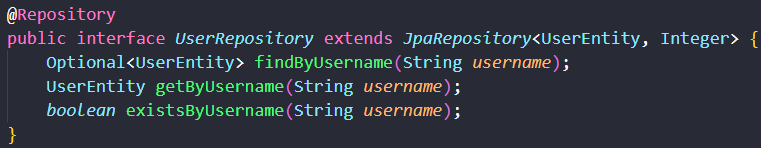 @Repository
public interface UserRepository extends JpaRepository<UserEntity, Integer> {
    Optional<UserEntity> findByUsername(String username);
    UserEntity getByUsername(String username);
    boolean existsByUsername(String username);
}